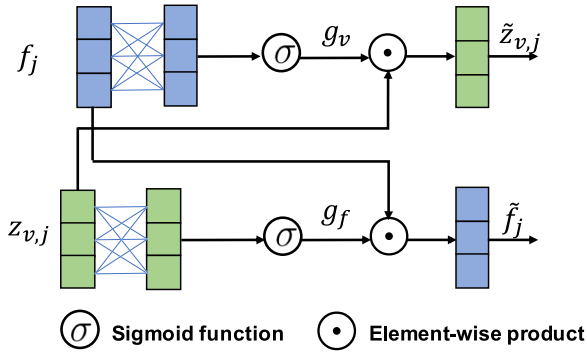 f_j
σ
g_v
z̃_{v,j}
z_{v,j}
σ
g_f
f̃_j
σ Sigmoid function
Element-wise product